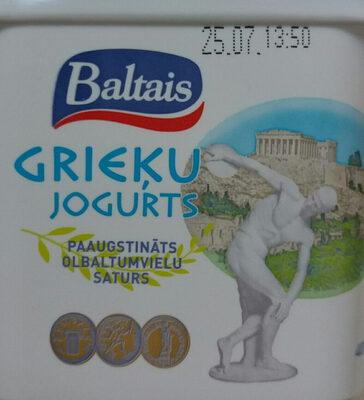 25.07. 13:50
Baltais
GRIEĶU
JOGURTS
PAAUGSTINĀTS
OLBALTUMVIELU
SATURS